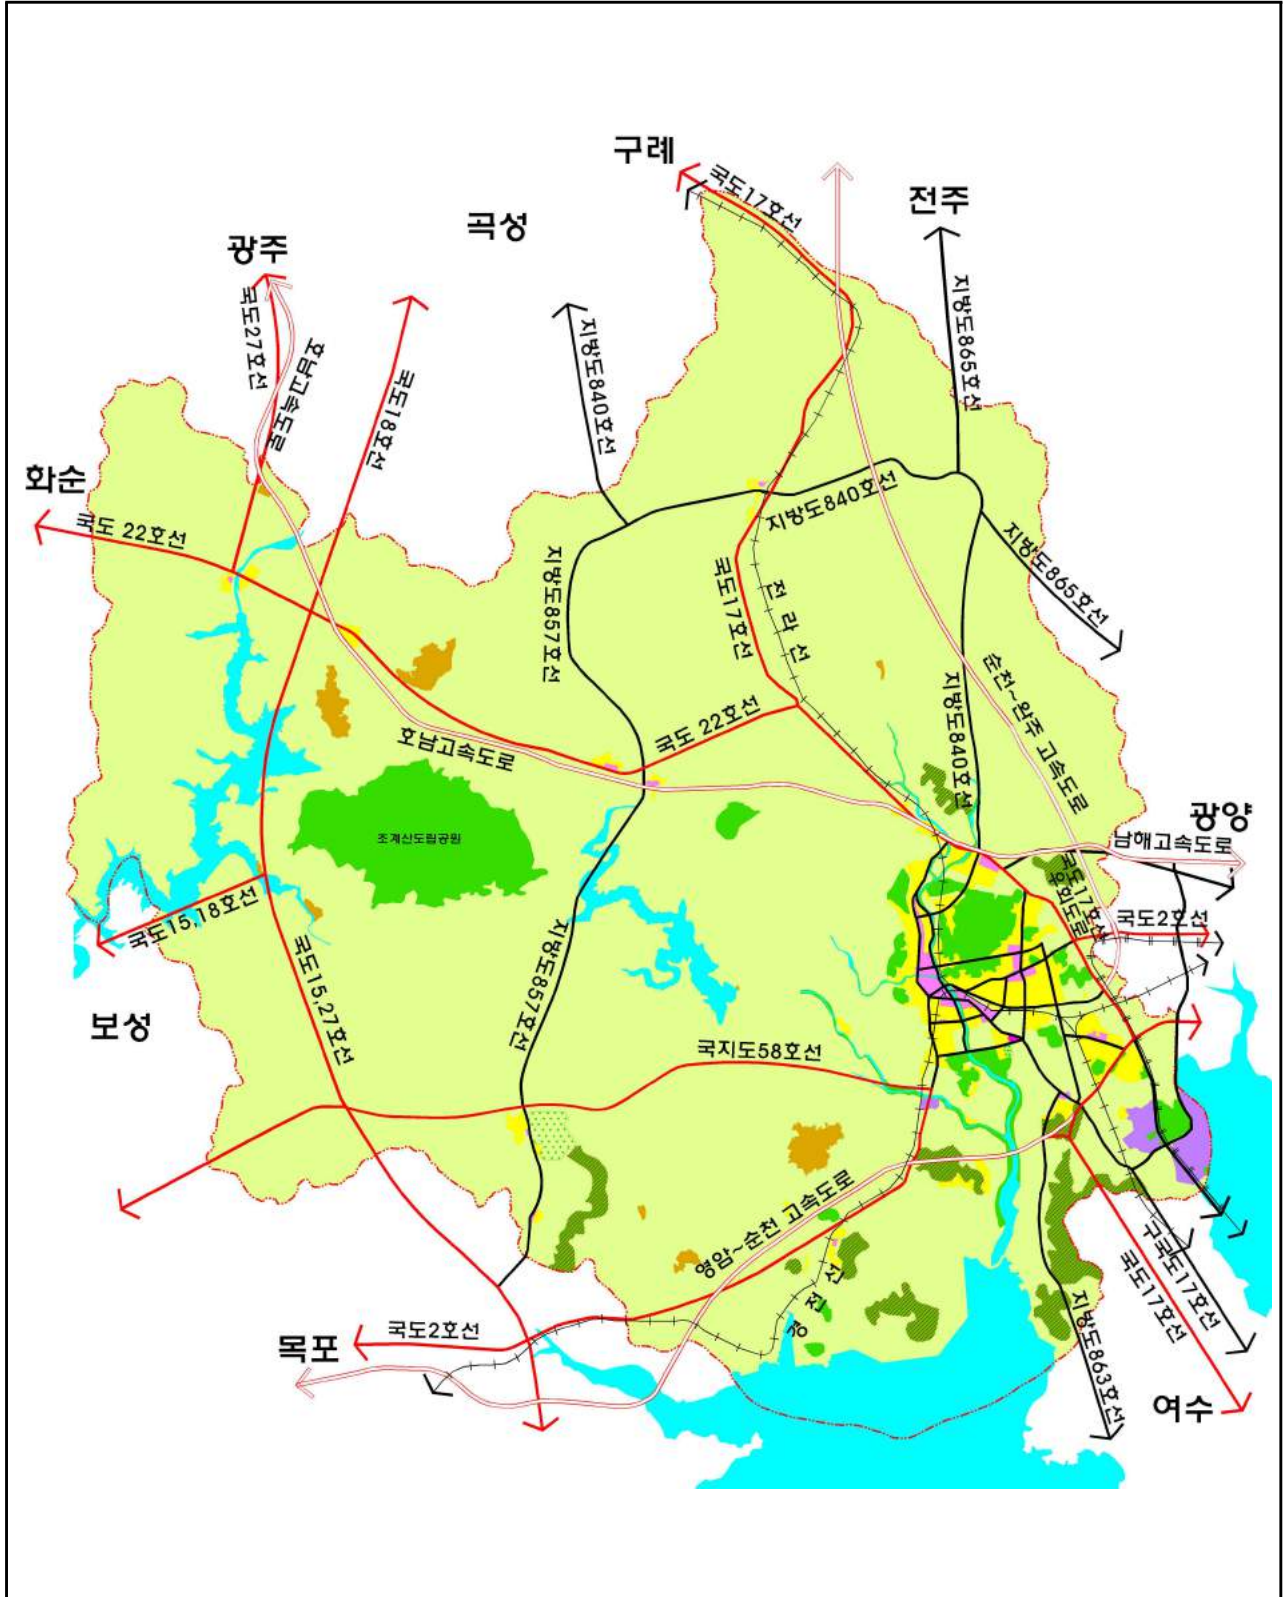 구례
국도17호선
전주
곡성
광주
국도27호선
호남고속도로
국도18호선
지방도840호선
지방도865호선
화순
국도 22호선
지방도840호선
지방도857호선
국도17호선
전라선
지방도865호선
순천~완주 고속도로
지방도840호선
국도 22호선
호남고속도로
광양
남해고속도로
조계산도립공원
국도17호선
우회도로
국도2호선
국도15,18호선
국도15,27호선
지방도857호선
보성
국지도58호선
영암~순천 고속도로
경전선
구국도17호선
국도17호선
지방도863호선
국도2호선
목포
여수